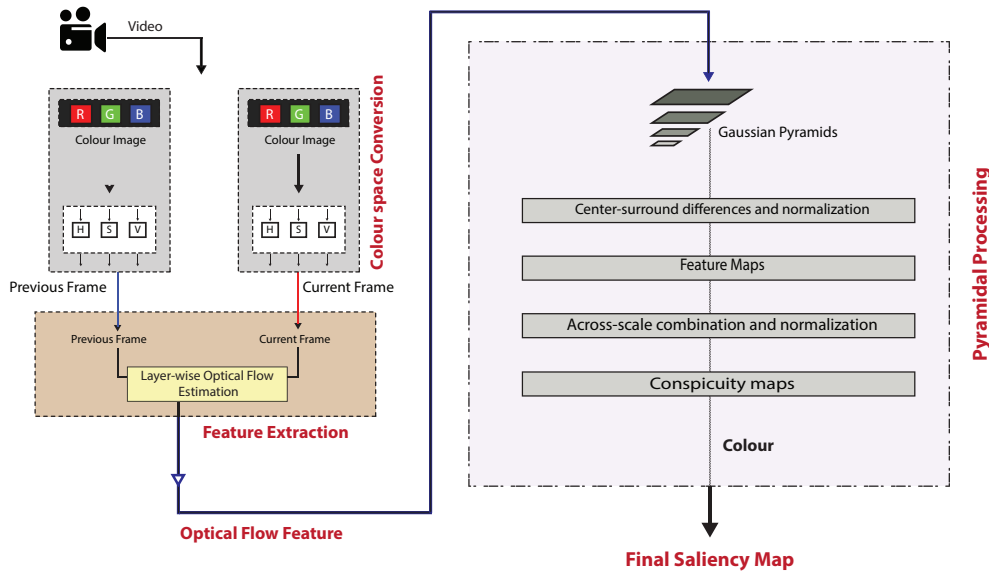 Video
R G B
Colour Image
H S V
Previous Frame
R G B
Colour Image
H S V
Current Frame
Colour space Conversion
Previous Frame
Current Frame
Layer-wise Optical Flow
Estimation
Feature Extraction
Optical Flow Feature
Gaussian Pyramids
Center-surround differences and normalization
Feature Maps
Across-scale combination and normalization
Conspicuity maps
Colour
Pyramidal Processing
Final Saliency Map